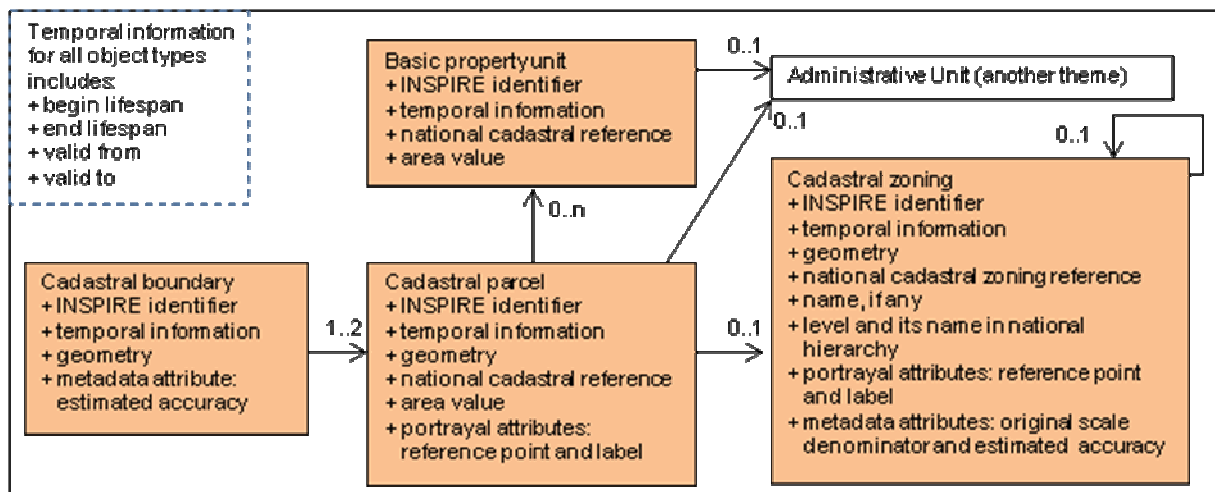 Temporal information
for all object types
includes:
+ begin lifespan
+ end lifespan
+ valid from
+ valid to
Basic property unit
+ INSPIRE identifier
+ temporal information
+ national cadastral reference
+ area value
0..1
Administrative Unit (another theme)
0..1
0..1
0..n
Cadastral boundary
+ INSPIRE identifier
+ temporal information
+ geometry
+ metadata attribute:
estimated accuracy
1..2
Cadastral parcel
+ INSPIRE identifier
+ temporal information
+ geometry
+ national cadastral reference
+ area value
+ portrayal attributes:
reference point and label
0..1
Cadastral zoning
+ INSPIRE identifier
+ temporal information
+ geometry
+ national cadastral zoning reference
+ name, if any
+ level and its name in national
hierarchy
+ portrayal attributes: reference point
and label
+ metadata attributes: original scale
denominator and estimated accuracy